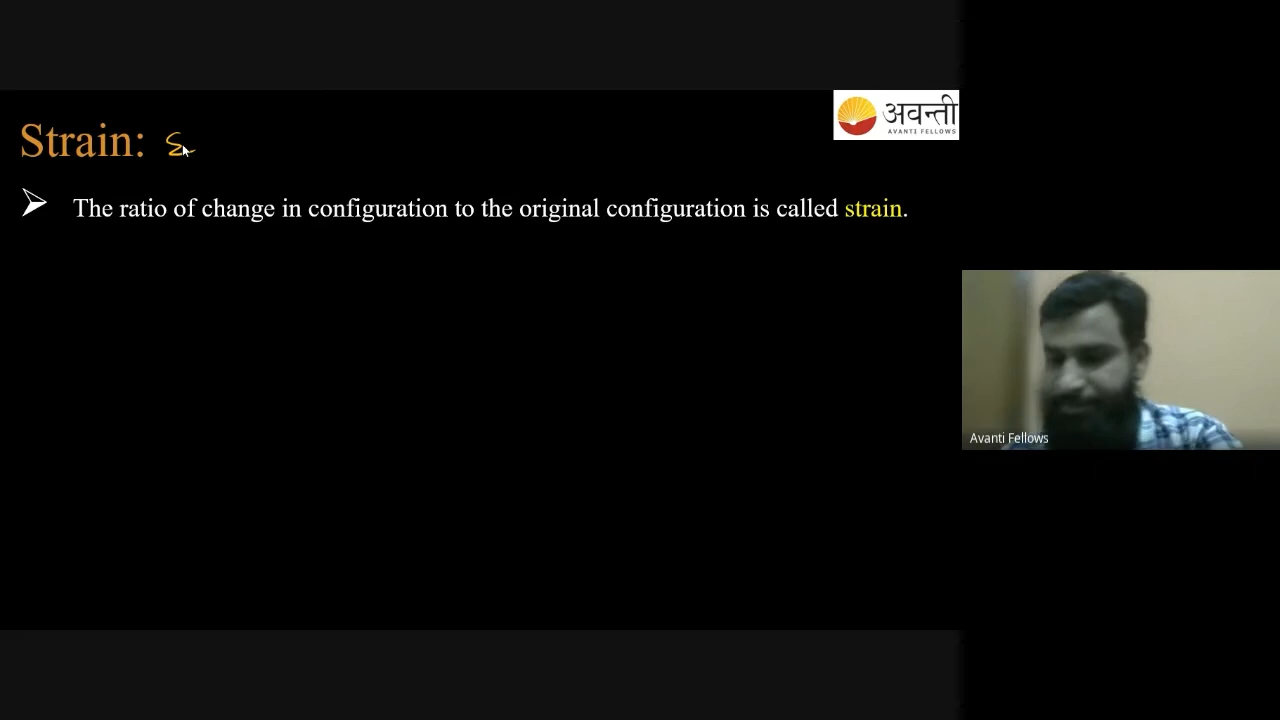 अवन्ती
AVANTI FELLOWS
Strain: ε
➢ The ratio of change in configuration to the original configuration is called strain.
Avanti Fellows